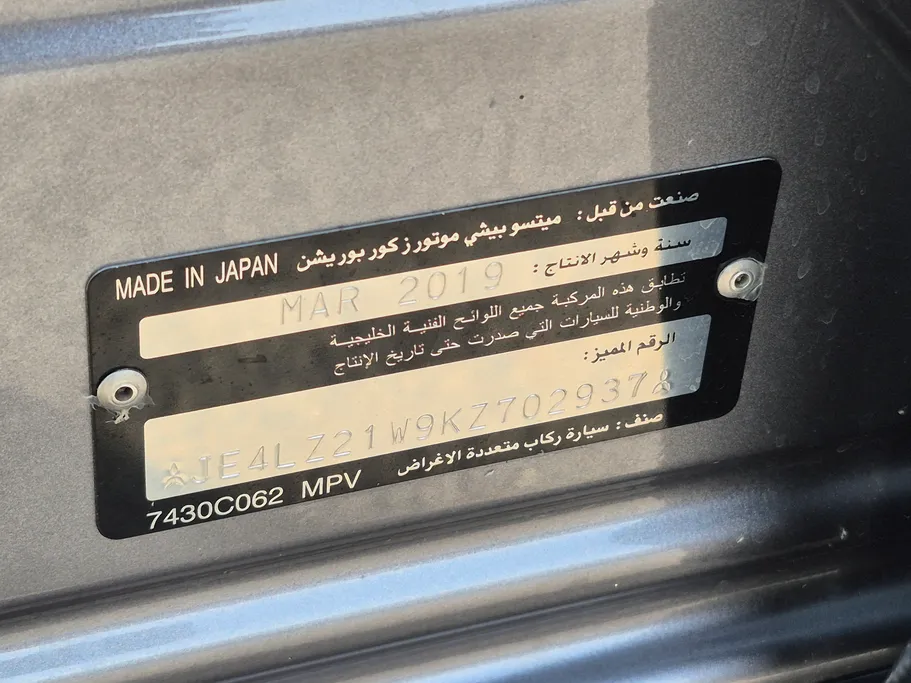 صنعت من قبل: ميتسو بيشي موتورز كور بوريشن MADE IN JAPAN
سنة وشهر الانتاج: MAR 2019
تطابق هذه المركبة جميع اللوائح الفنية الخليجية
والوطنية للسيارات التي صدرت حتى تاريخ الإنتاج
الرقم المميز:
JE4LZ21W9KZ702937
صنف: سيارة ركاب متعددة الاغراض MPV 7430C062